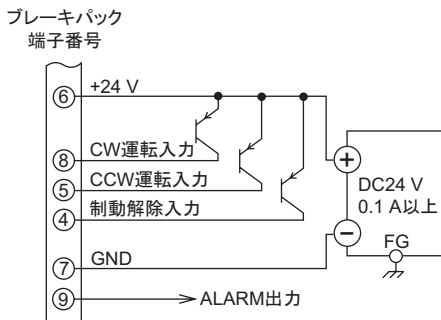 ブレーキパック
端子番号
⑥ +24 V
⑧ CW運転入力
⑤ CCW運転入力
④ 制動解除入力
⑦ GND
⑨ ALARM出力
+
DC24 V
0.1 A以上
−
FG